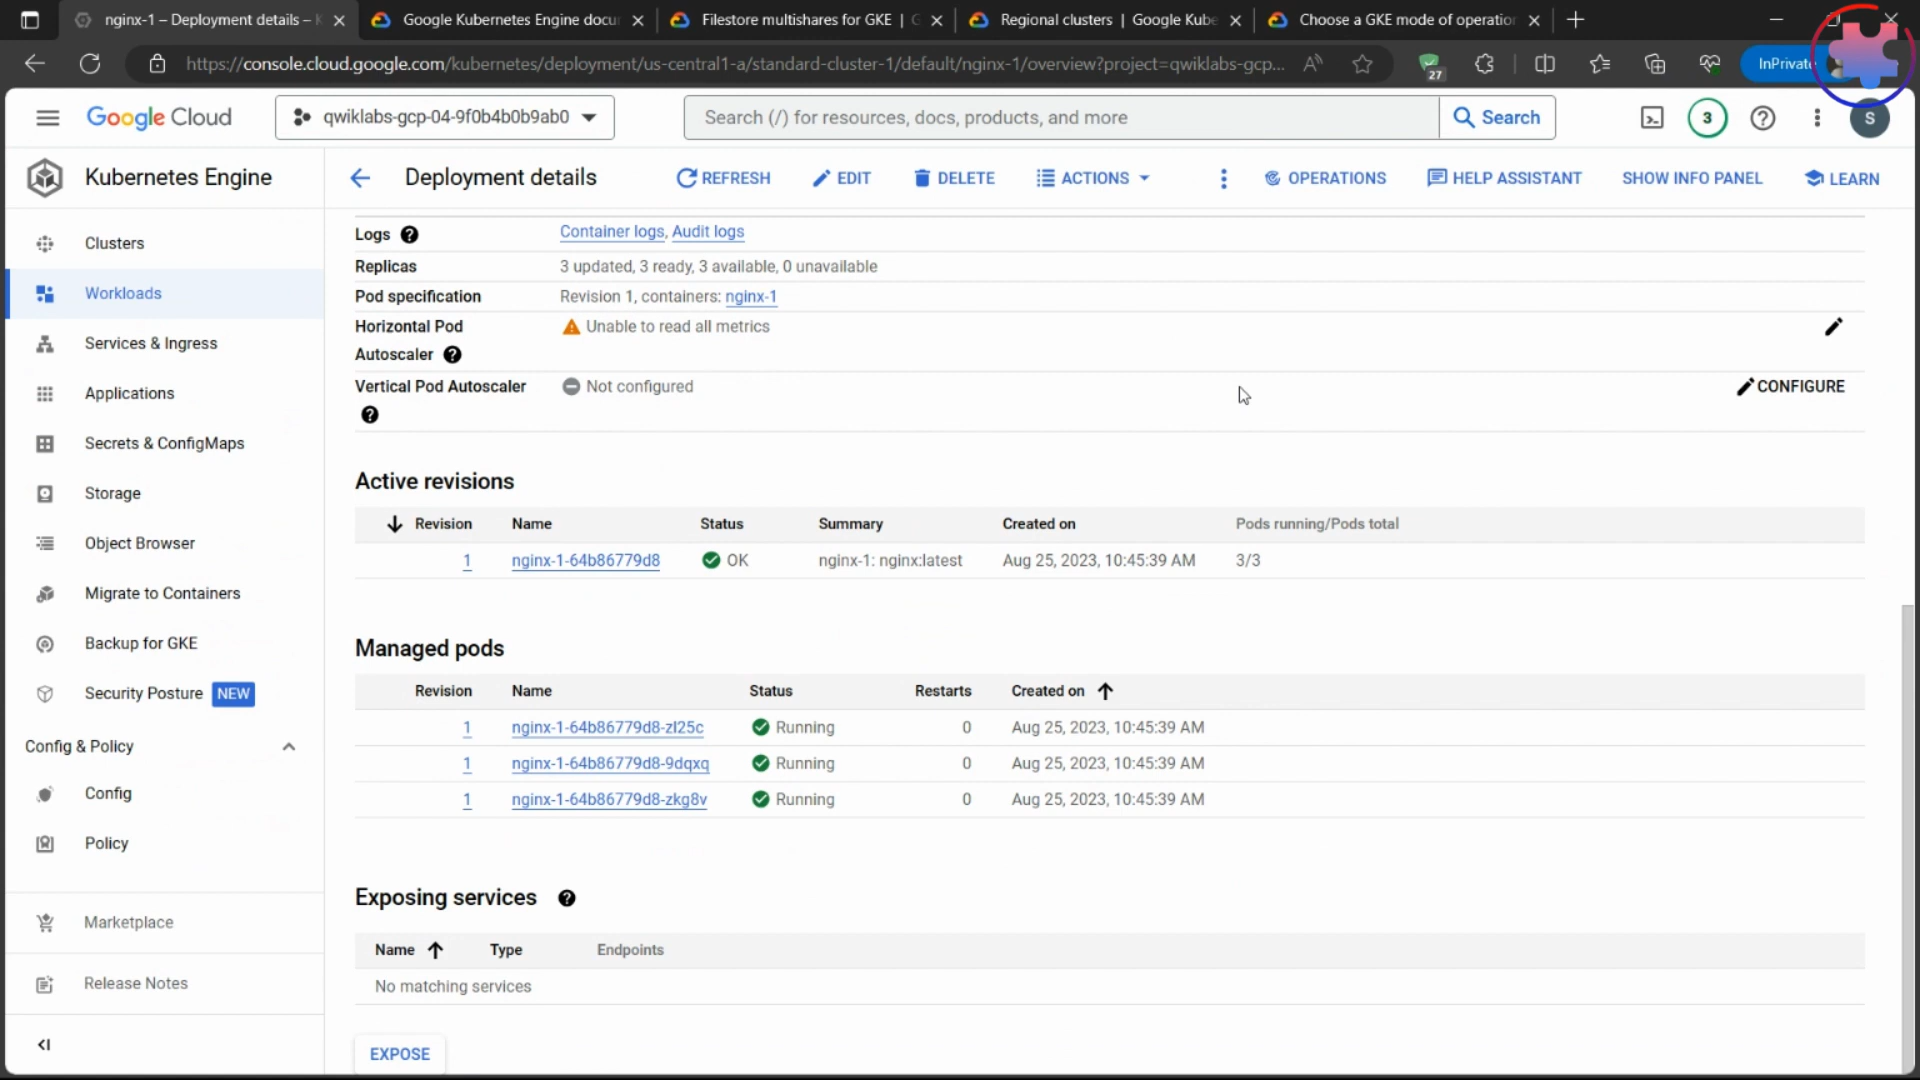 nginx-1 – Deployment details –
Google Kubernetes Engine docu
Filestore multishares for GKE | G
Regional clusters | Google Kube
Choose a GKE mode of operatio
https://console.cloud.google.com/kubernetes/deployment/us-central1-a/standard-cluster-1/default/nginx-1/overview?project=qwiklabs-gcp...
27
InPrivate
Google Cloud
qwiklabs-gcp-04-9f0b4b0b9ab0
Search (/) for resources, docs, products, and more
Search
3
S
Kubernetes Engine
Deployment details
REFRESH
EDIT
DELETE
ACTIONS
OPERATIONS
HELP ASSISTANT
SHOW INFO PANEL
LEARN
Clusters
Workloads
Services & Ingress
Applications
Secrets & ConfigMaps
Storage
Object Browser
Migrate to Containers
Backup for GKE
Security Posture NEW
Config & Policy
Config
Policy
Marketplace
Release Notes
Logs Container logs, Audit logs
Replicas 3 updated, 3 ready, 3 available, 0 unavailable
Pod specification Revision 1, containers: nginx-1
Horizontal Pod Unable to read all metrics
Autoscaler
Vertical Pod Autoscaler Not configured CONFIGURE
Active revisions
Revision Name Status Summary Created on Pods running/Pods total
1 nginx-1-64b86779d8 OK nginx-1: nginx:latest Aug 25, 2023, 10:45:39 AM 3/3
Managed pods
Revision Name Status Restarts Created on
1 nginx-1-64b86779d8-zl25c Running 0 Aug 25, 2023, 10:45:39 AM
1 nginx-1-64b86779d8-9dqxq Running 0 Aug 25, 2023, 10:45:39 AM
1 nginx-1-64b86779d8-zkg8v Running 0 Aug 25, 2023, 10:45:39 AM
Exposing services
Name Type Endpoints
No matching services
EXPOSE